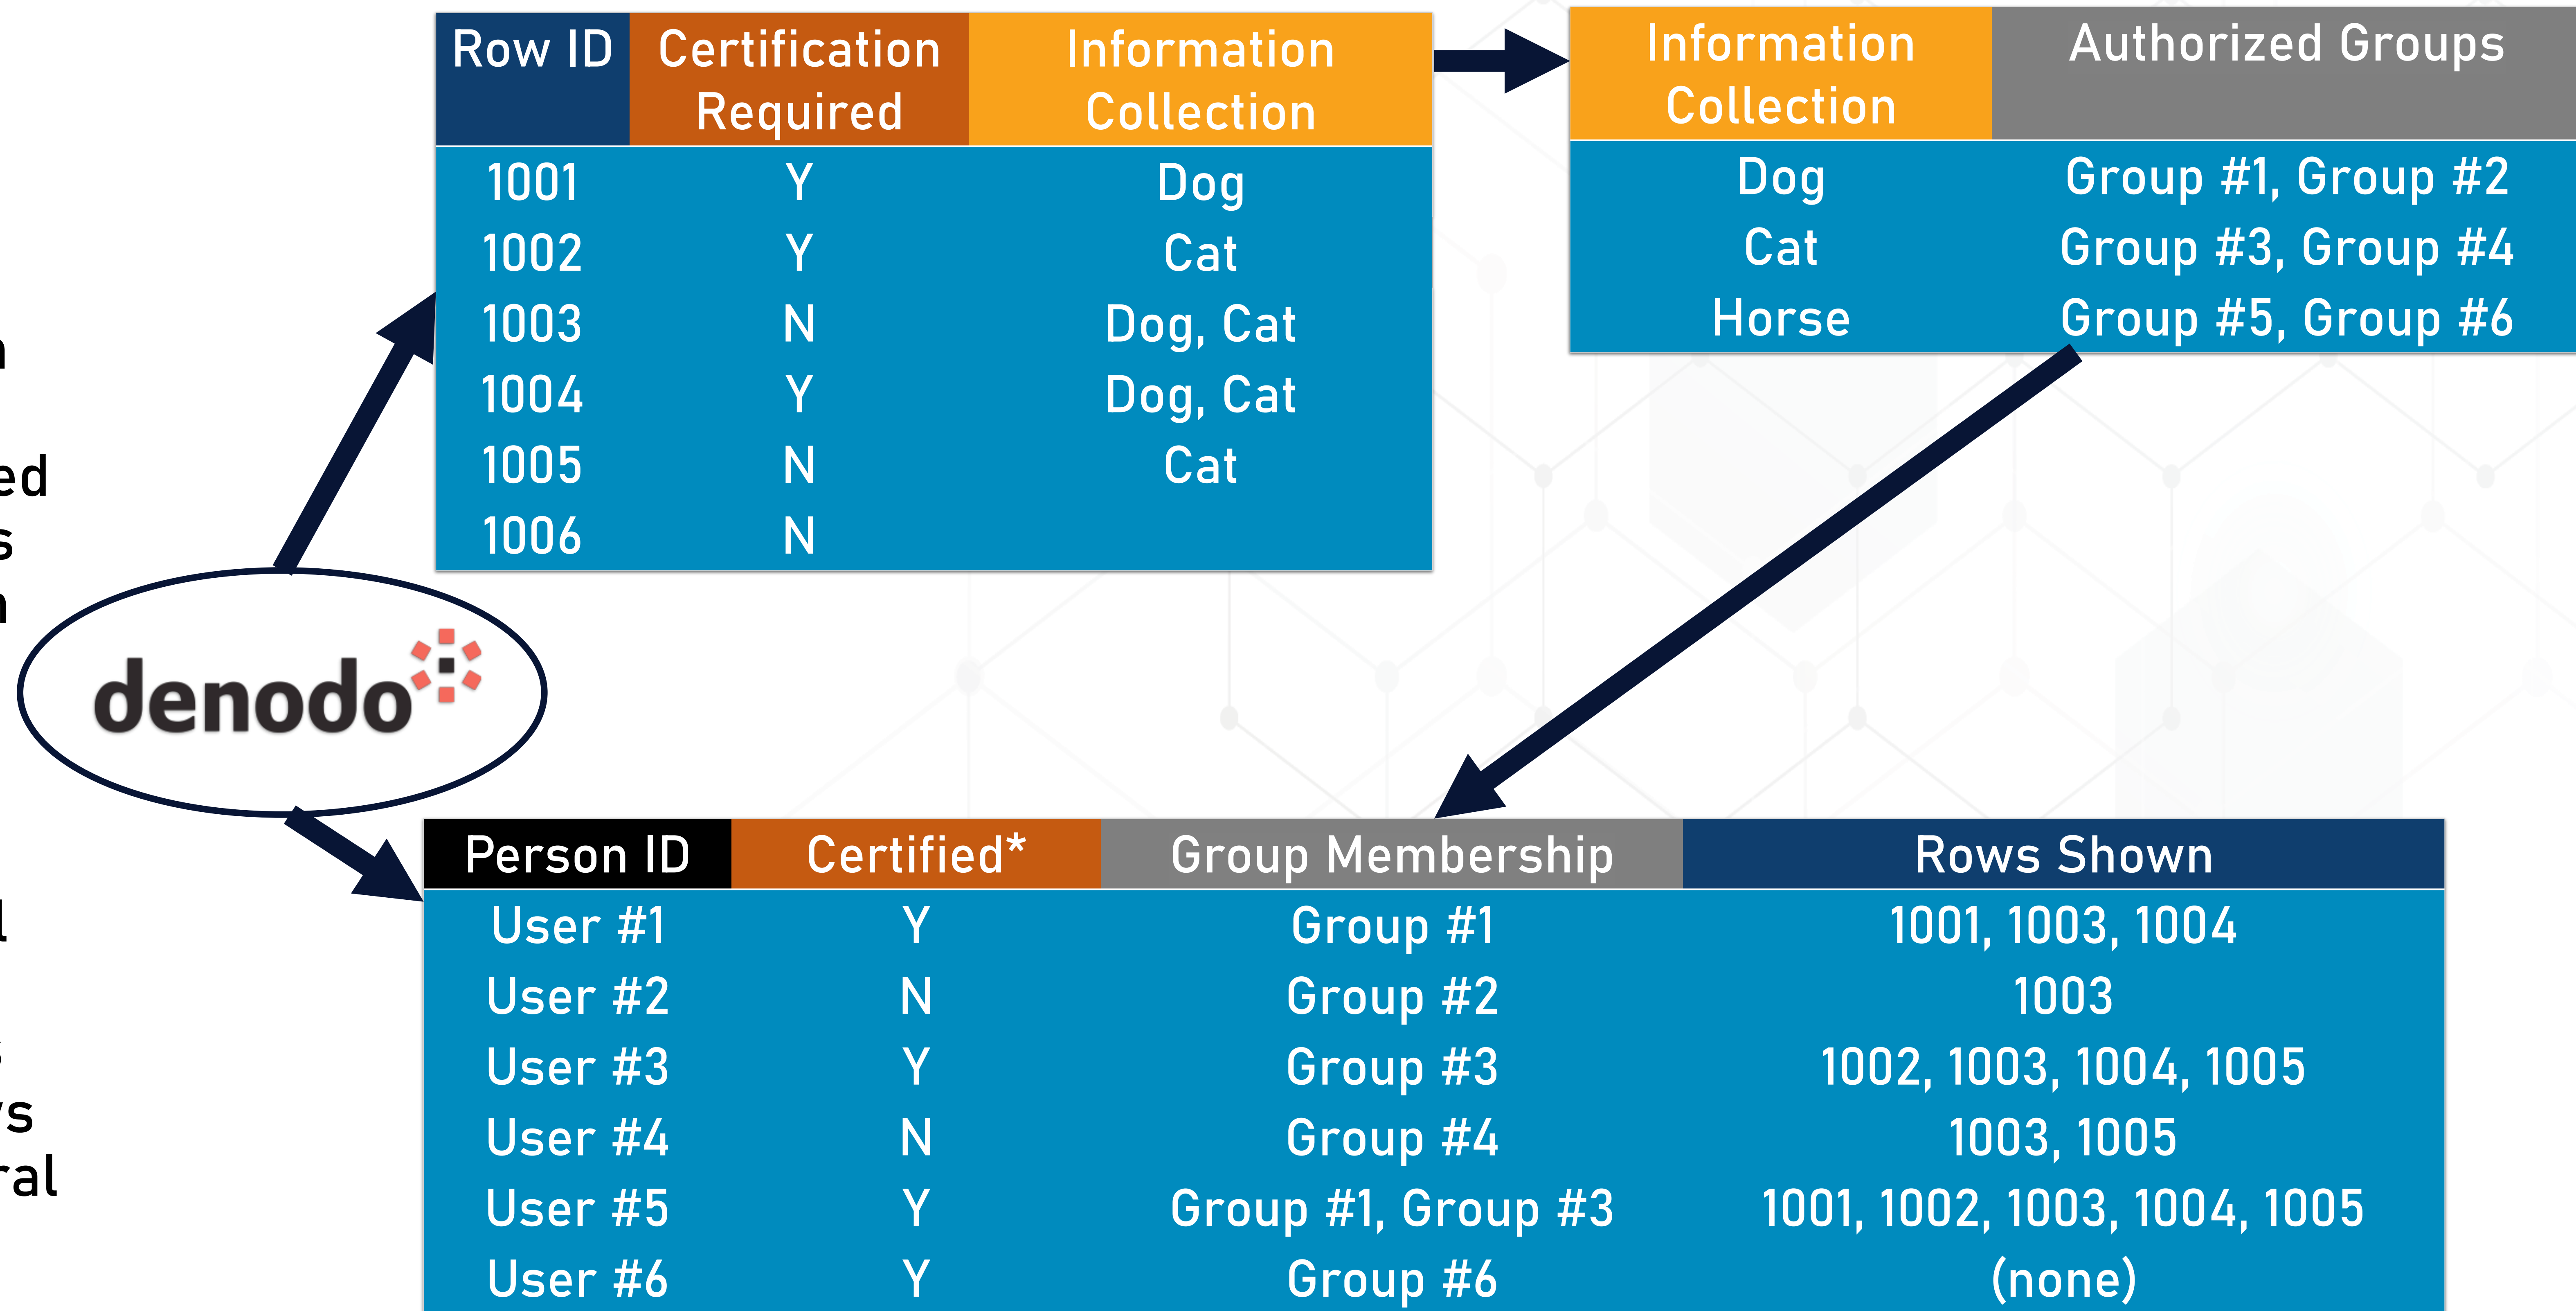 Row ID Certification Required Information Collection
1001 Y Dog
1002 Y Cat
1003 N Dog, Cat
1004 Y Dog, Cat
1005 N Cat
1006 N
Information Collection Authorized Groups
Dog Group #1, Group #2
Cat Group #3, Group #4
Horse Group #5, Group #6
denodo
Person ID Certified* Group Membership Rows Shown
User #1 Y Group #1 1001, 1003, 1004
User #2 N Group #2 1003
User #3 Y Group #3 1002, 1003, 1004, 1005
User #4 N Group #4 1003, 1005
User #5 Y Group #1, Group #3 1001, 1002, 1003, 1004, 1005
User #6 Y Group #6 (none)